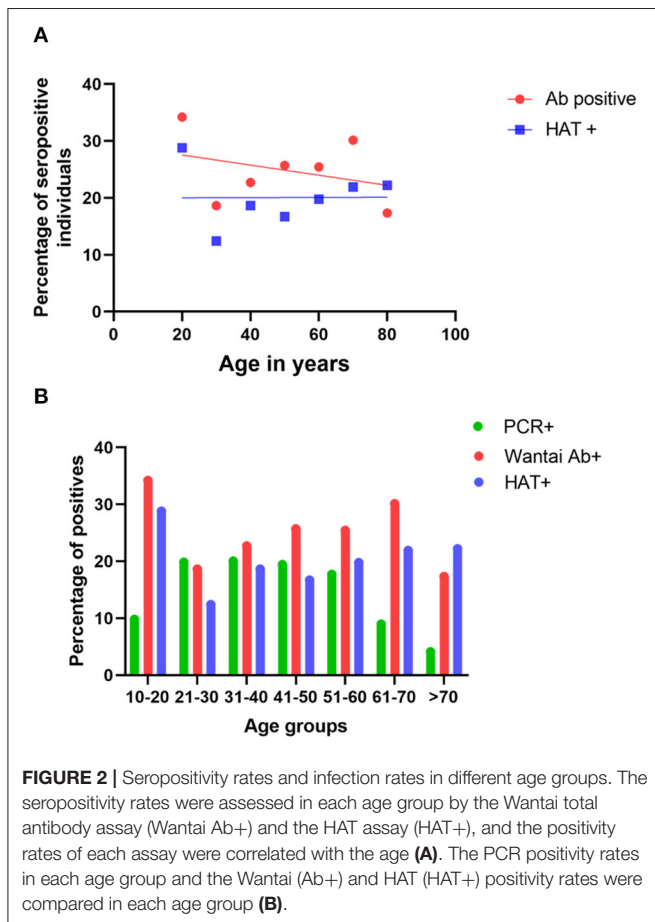 A
Percentage of seropositive
individuals
40
30
20
10
0
0
20
40
60
80
100
Age in years
Ab positive
HAT +
B
PCR+
Wantai Ab+
HAT+
Percentage of positives
40
30
20
10
0
10-20
21-30
31-40
41-50
51-60
61-70
>70
Age groups
FIGURE 2 | Seropositivity rates and infection rates in different age groups. The
seropositivity rates were assessed in each age group by the Wantai total
antibody assay (Wantai Ab+) and the HAT assay (HAT+), and the positivity
rates of each assay were correlated with the age (A). The PCR positivity rates
in each age group and the Wantai (Ab+) and HAT (HAT+) positivity rates were
compared in each age group (B).